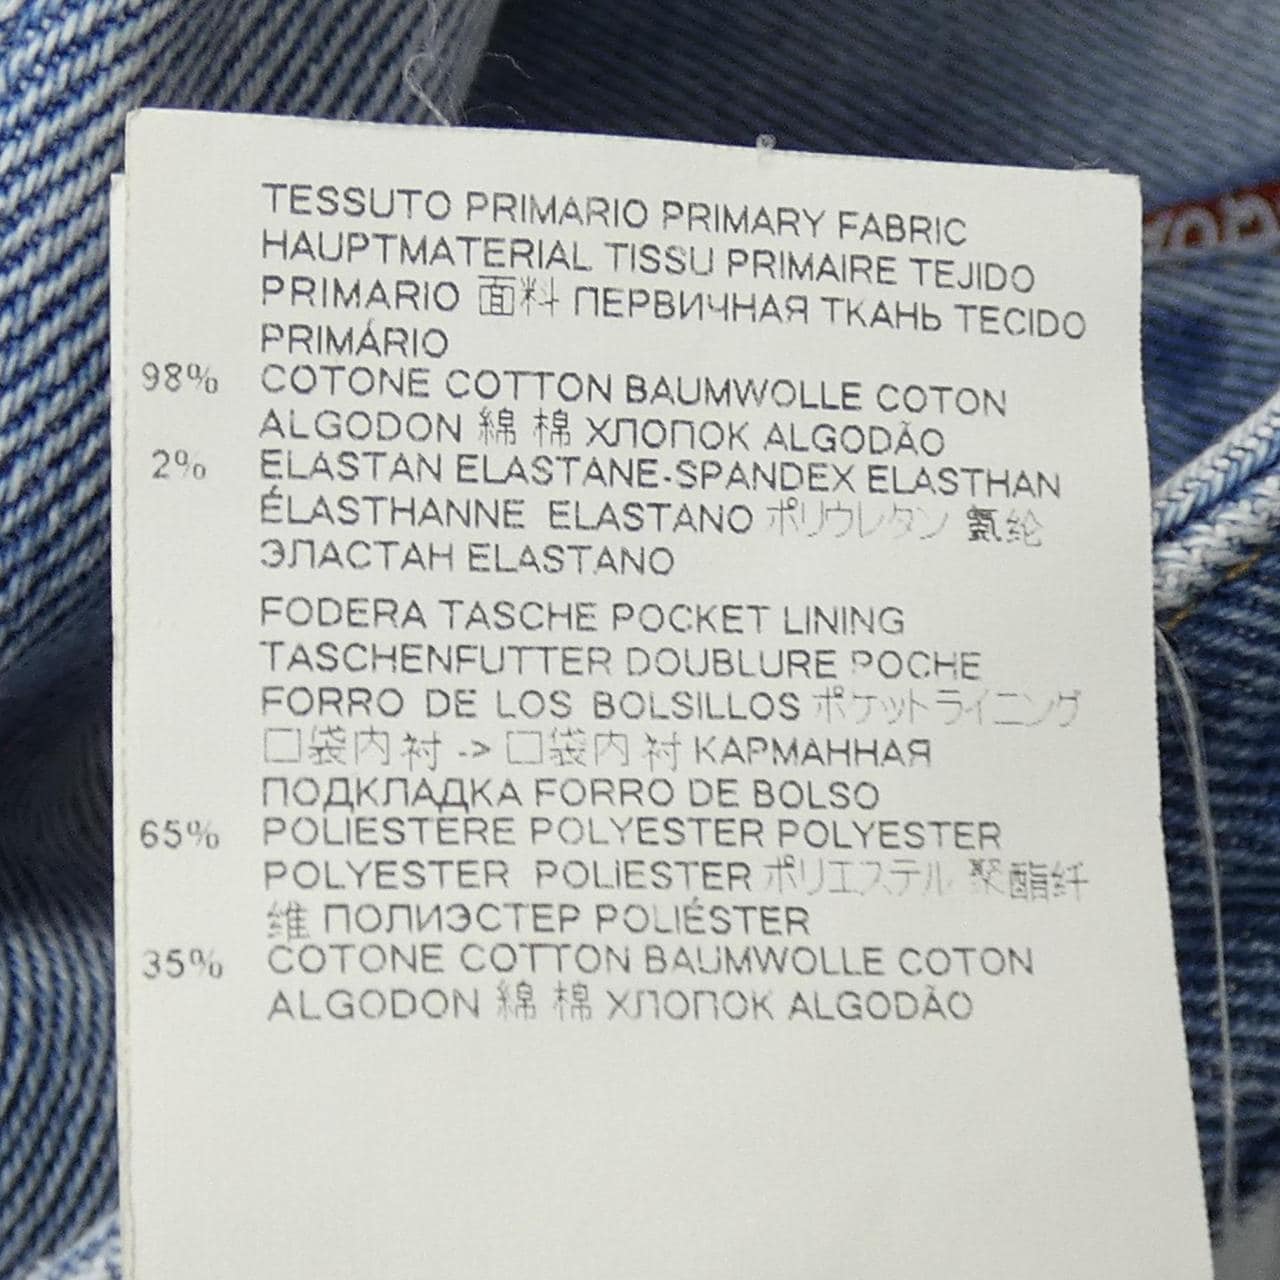 TESSUTO PRIMARIO PRIMARY FABRIC
HAUPTMATERIAL TISSU PRIMAIRE TEJIDO
PRIMARIO 面料 ПЕРВИЧНАЯ ТКАНЬ TECIDO
PRIMÁRIO
98% COTONE COTTON BAUMWOLLE COTON
ALGODON 綿 棉 ХЛОПОК ALGODÃO
2% ELASTAN ELASTANE-SPANDEX ELASTHAN
ÉLASTHANNE ELASTANO ポリウレタン 氨纶
ЭЛАСТАН ELASTANO
FODERA TASCHE POCKET LINING
TASCHENFUTTER DOUBLURE POCHE
FORRO DE LOS BOLSILLOS ポケットライニング
口袋内衬 -> 口袋内衬 КАРМАННАЯ
ПОДКЛАДКА FORRO DE BOLSO
65% POLIESTERE POLYESTER POLYESTER
POLYESTER POLIESTER ポリエステル 聚酯纤
维 ПОЛИЭСТЕР POLIÉSTER
35% COTONE COTTON BAUMWOLLE COTON
ALGODON 綿 棉 ХЛОПОК ALGODÃO